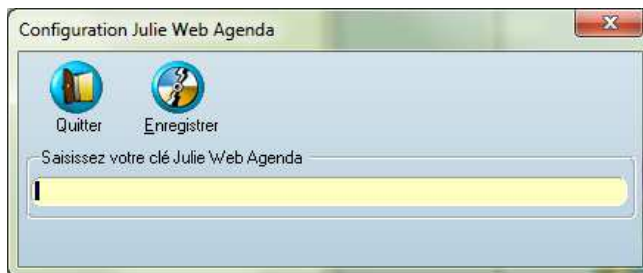 Configuration Julie Web Agenda
Quitter Enregistrer
Saisissez votre clé Julie Web Agenda